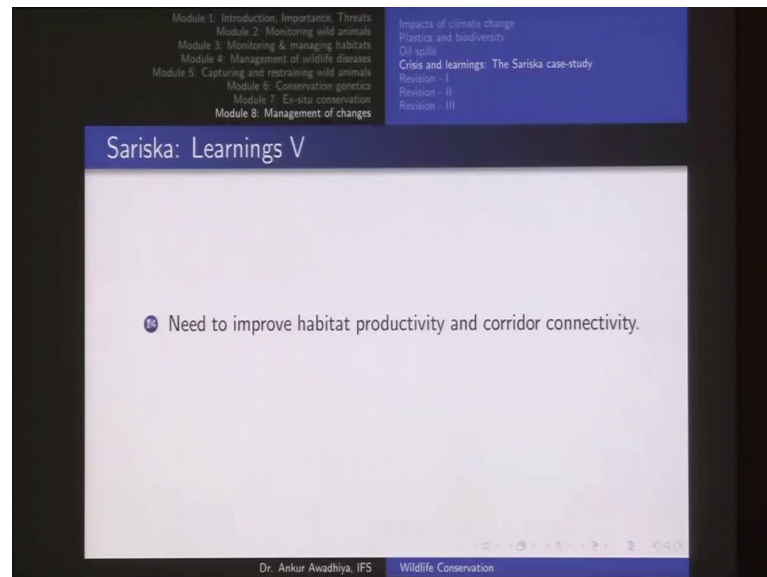 Module 1: Introduction, Importance, Threats
Module 2: Monitoring wild animals
Module 3: Monitoring & managing habitats
Module 4: Management of wildlife diseases
Module 5: Capturing and restraining wild animals
Module 6: Conservation genetics
Module 7: Ex-situ conservation
Module 8: Management of changes
Impacts of climate change
Plastics and biodiversity
Oil spills
Crisis and learnings: The Sariska case-study
Revision - I
Revision - II
Revision - III
Sariska: Learnings V
14 Need to improve habitat productivity and corridor connectivity.
Dr. Ankur Awadhiya, IFS
Wildlife Conservation